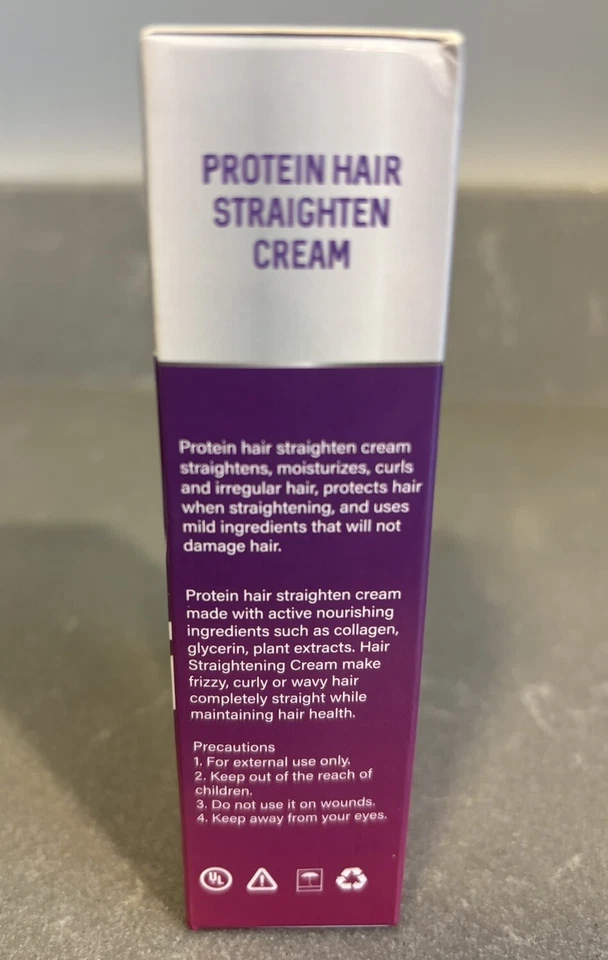 PROTEIN HAIR
STRAIGHTEN
CREAM
Protein hair straighten cream
straightens, moisturizes, curls
and irregular hair, protects hair
when straightening, and uses
mild ingredients that will not
damage hair.
Protein hair straighten cream
made with active nourishing
ingredients such as collagen,
glycerin, plant extracts. Hair
Straightening Cream make
frizzy, curly or wavy hair
completely straight while
maintaining hair health.
Precautions
1. For external use only.
2. Keep out of the reach of
children.
3. Do not use it on wounds.
4. Keep away from your eyes.
UL